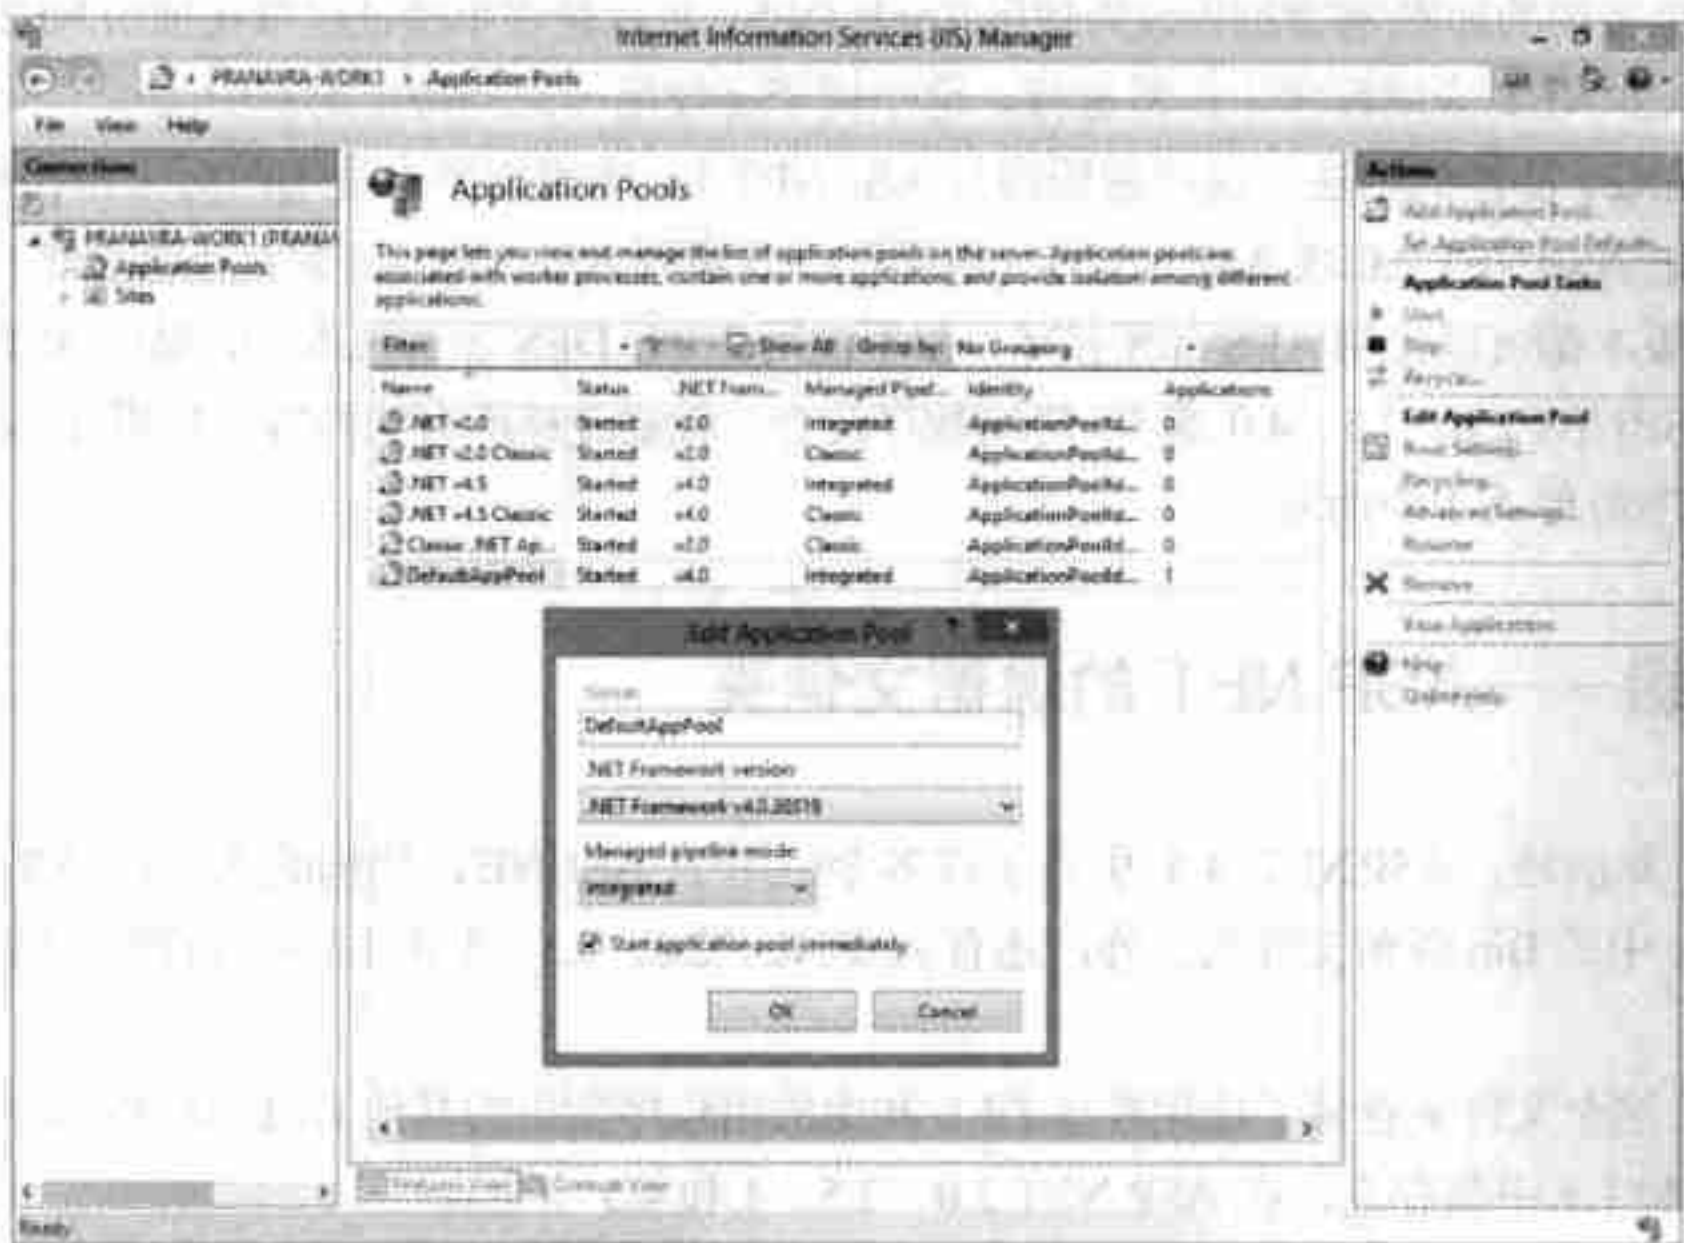 Internet Information Services (IIS) Manager
PRANAVRA-WORK1 › Application Pools
File View Help
Connections
PRANAVRA-WORK1 (PRANAV
Application Pools
Sites
Application Pools
This page lets you view and manage the list of application pools on the server. Application pools are
associated with worker processes, contain one or more applications, and provide isolation among different
applications.
Filter: Show All Group by: No Grouping
Name Status .NET Fram... Managed Pipel... Identity Applications
.NET v2.0 Started v2.0 Integrated ApplicationPoolId... 0
.NET v2.0 Classic Started v2.0 Classic ApplicationPoolId... 0
.NET v4.5 Started v4.0 Integrated ApplicationPoolId... 0
.NET v4.5 Classic Started v4.0 Classic ApplicationPoolId... 0
Classic .NET Ap... Started v2.0 Classic ApplicationPoolId... 0
DefaultAppPool Started v4.0 Integrated ApplicationPoolId... 1
Edit Application Pool
Name:
DefaultAppPool
.NET Framework version:
.NET Framework v4.0.30319
Managed pipeline mode:
Integrated
Start application pool immediately
OK Cancel
Features View Content View
Ready
Actions
Add Application Pool...
Set Application Pool Defaults...
Application Pool Tasks
Start
Stop
Recycle...
Edit Application Pool
Basic Settings...
Recycling...
Advanced Settings...
Rename
Remove
View Applications
Help
Online Help